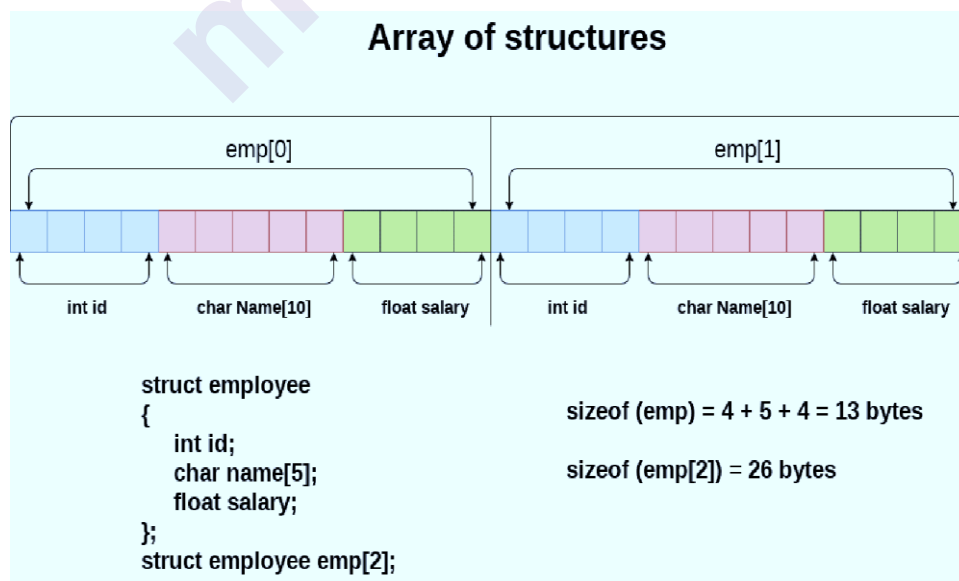 Array of structures
emp[0]
emp[1]
int id
char Name[10]
float salary
int id
char Name[10]
float salary
struct employee
{
int id;
char name[5];
float salary;
};
struct employee emp[2];
sizeof (emp) = 4 + 5 + 4 = 13 bytes
sizeof (emp[2]) = 26 bytes